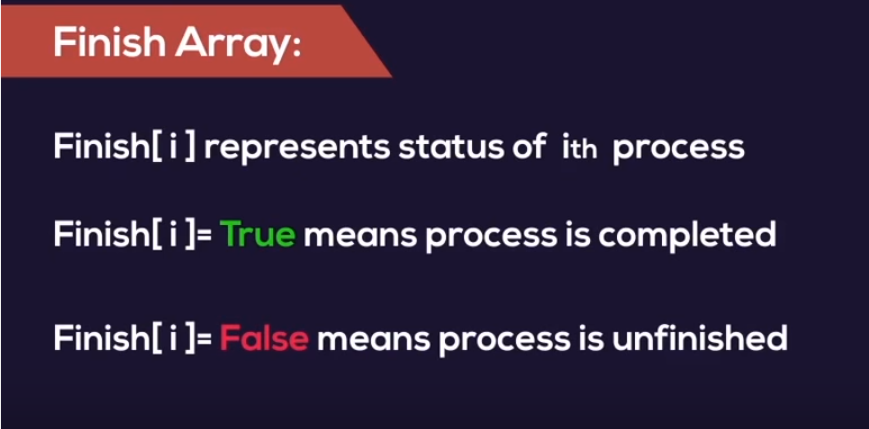 Finish Array:
Finish[ i ] represents status of ith process
Finish[ i ]= True means process is completed
Finish[ i ]= False means process is unfinished